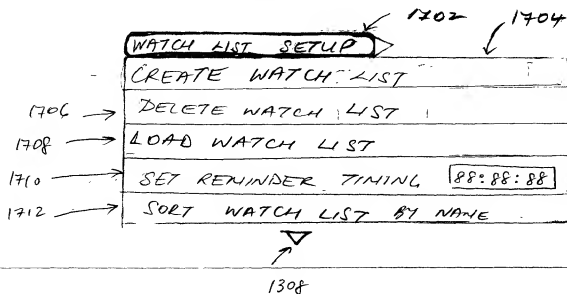 1702
1704
WATCH LIST SETUP
CREATE WATCH LIST
1706 DELETE WATCH LIST
1708 LOAD WATCH LIST
1710 SET REMINDER TIMING 88:88:88
1712 SORT WATCH LIST BY NAME
1308